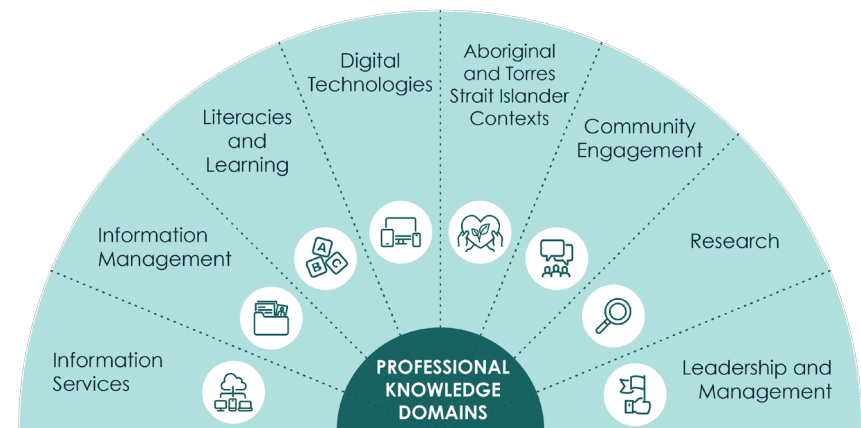 Information
Services
Information
Management
Literacies
and
Learning
Digital
Technologies
Aboriginal
and Torres
Strait Islander
Contexts
Community
Engagement
Research
Leadership and
Management
A
B C
PROFESSIONAL
KNOWLEDGE
DOMAINS